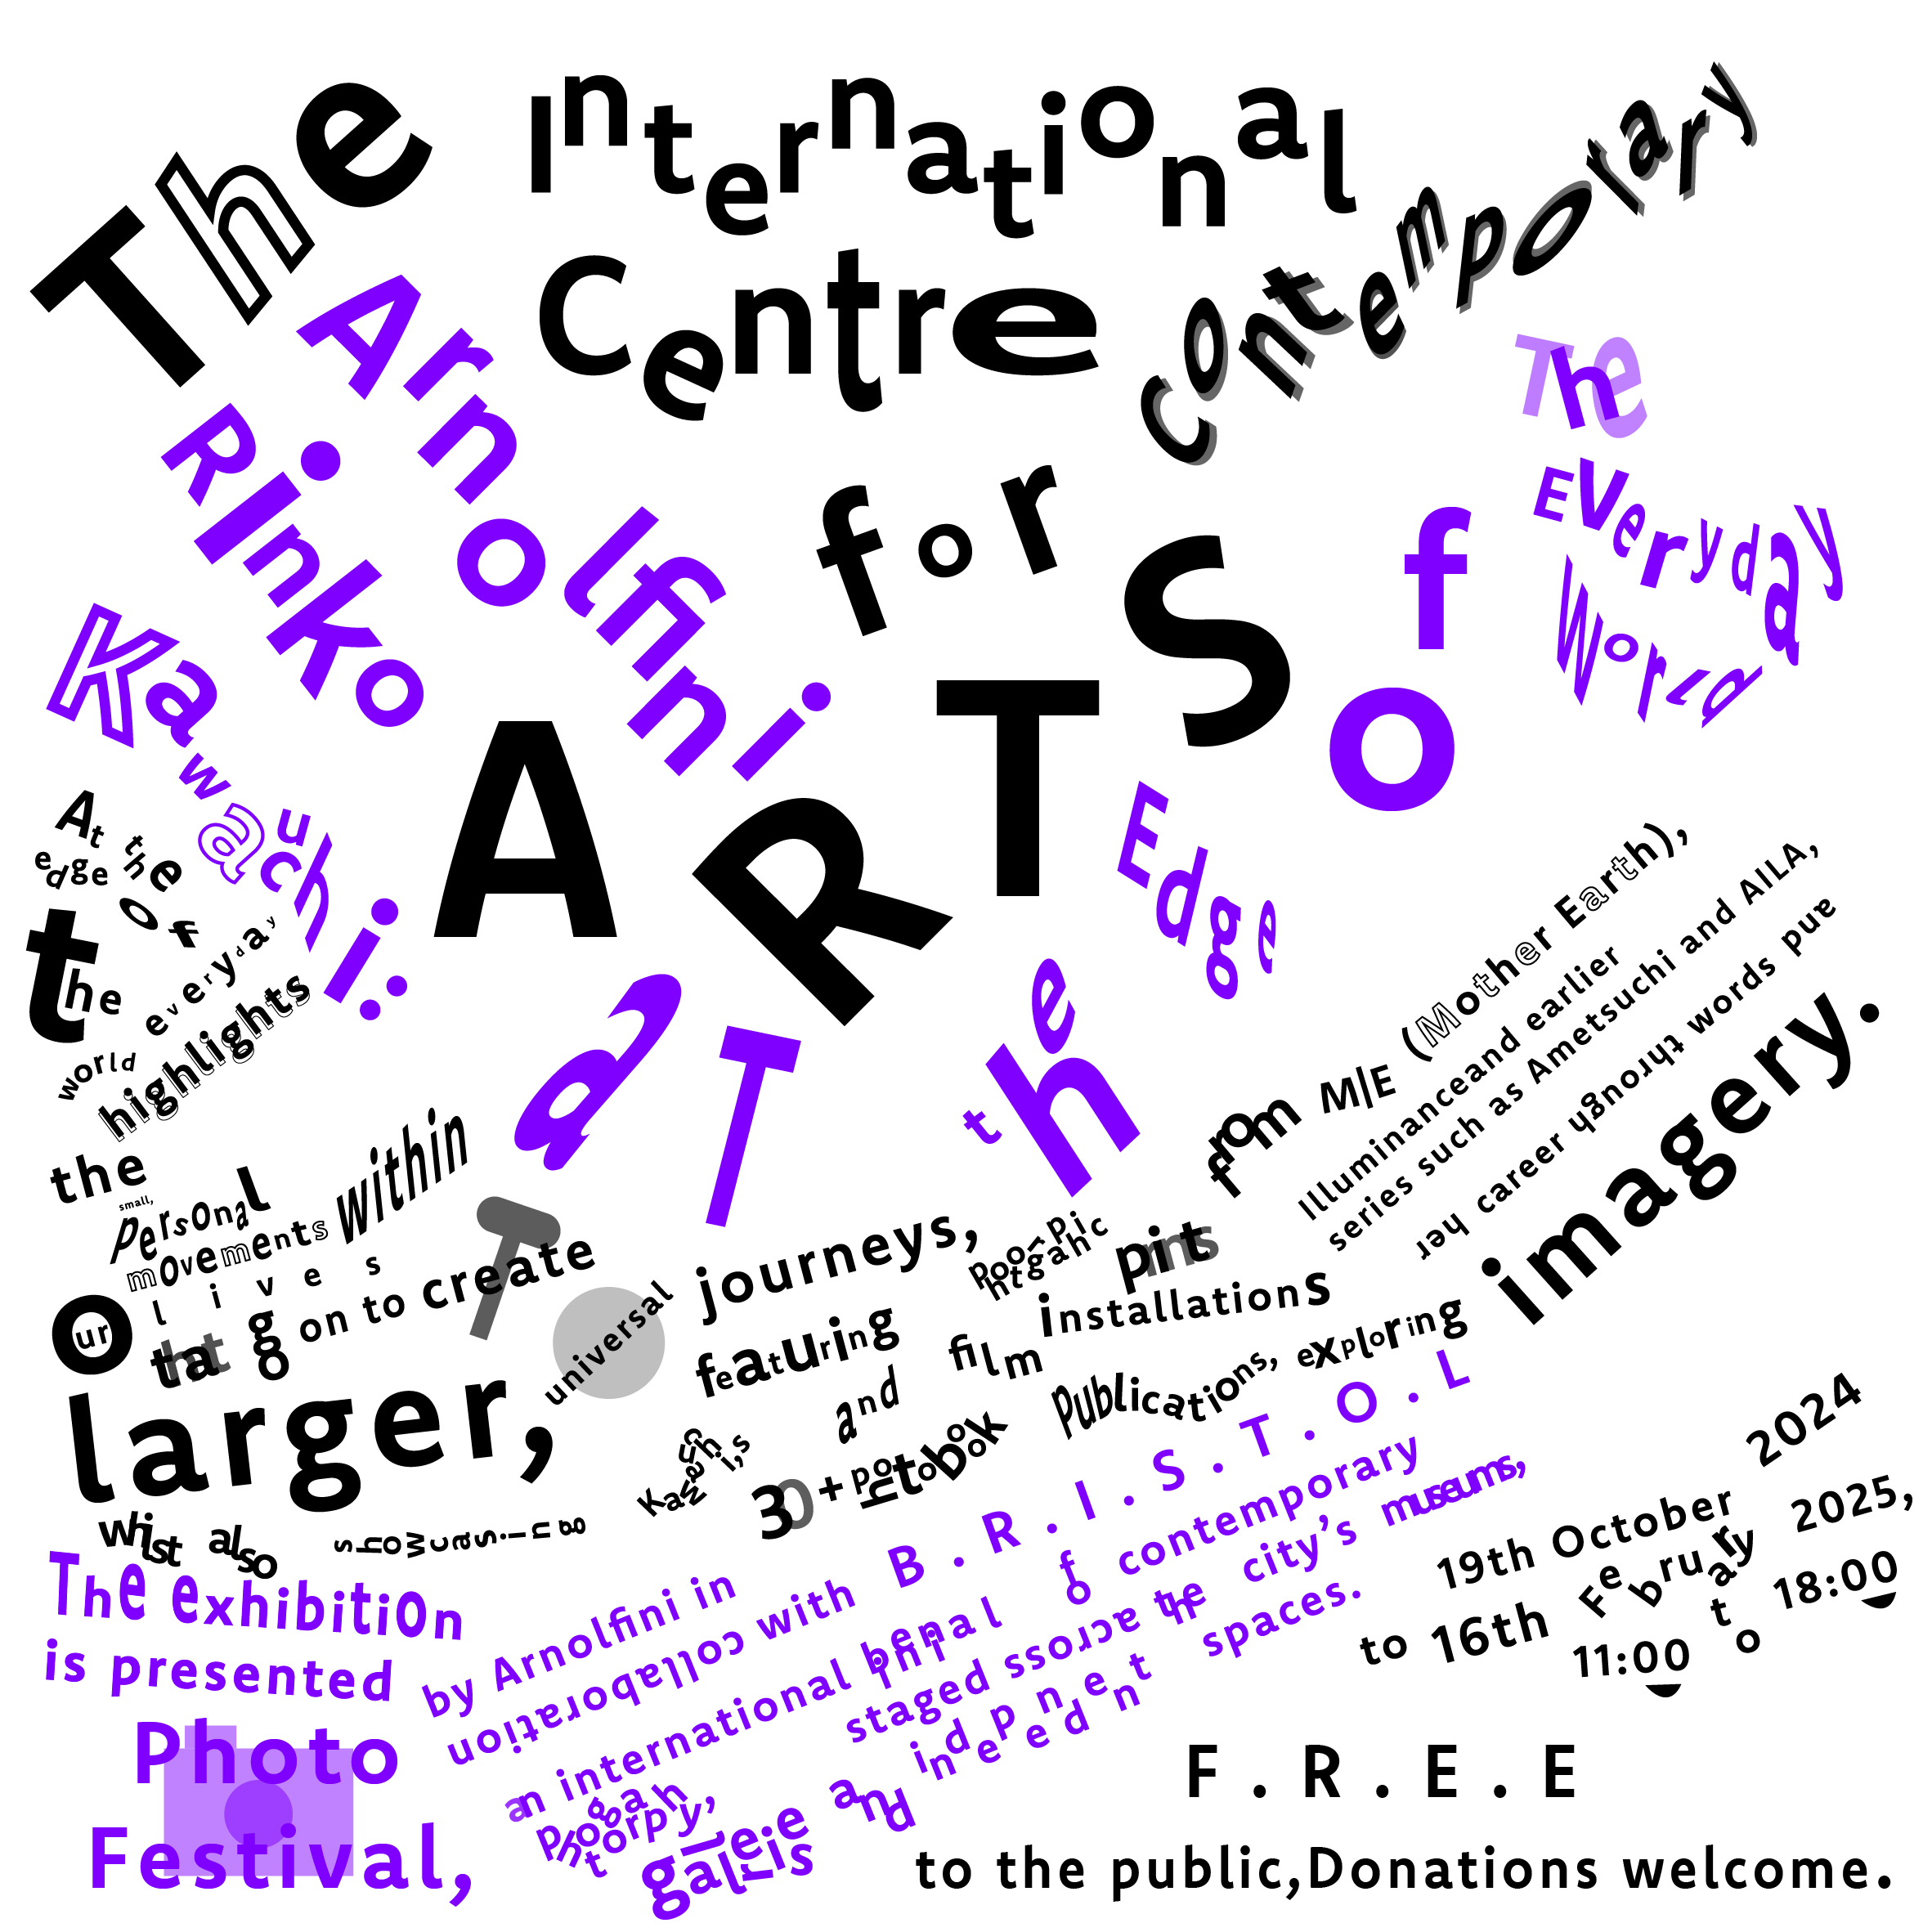 The
International
Centre
for
Contemporary
ARTS
Arnolfini
Rinko
Kawauchi:
aT
the
Edge
of
The
Everyday
World
At the
edge of
the everyday
world
highlights
the
small,
personal
movements within
our
lives
that go on to create
larger,
universal
journeys,
whist also
showcasing
featuring
photographic
prints
film
installations
and
publications, exploring
Kawauchi's
30+ photobook
from M/E (Mother Earth),
Illuminanceand earlier
series such as Ametsuchi and AILA,
her career through words and
imagery.
The exhibition
is presented
by Arnolfini in
collaboration with B.R.I.S.T.O.L
Photo
Festival,
an international biennial of contemporary
photography,
staged across the city's museums,
galleries and independent spaces.
19th October 2024
to 16th February 2025,
11:00 to 18:00
F.R.E.E
to the public,Donations welcome.